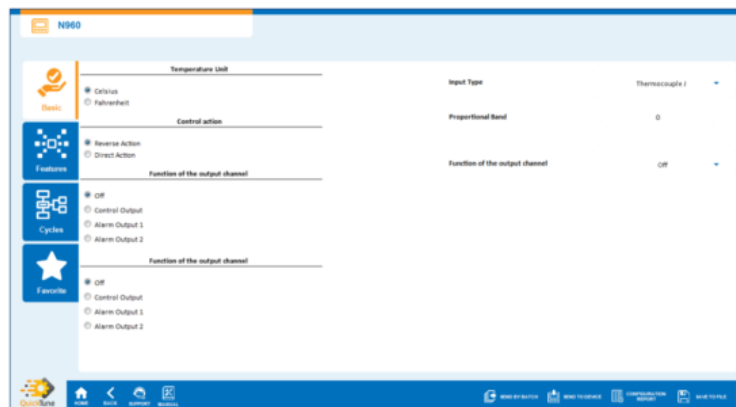 N960
Basic
Features
Cycles
Favorite
Temperature Unit
Celsius
Fahrenheit
Control action
Reverse Action
Direct Action
Function of the output channel
Off
Control Output
Alarm Output 1
Alarm Output 2
Function of the output channel
Off
Control Output
Alarm Output 1
Alarm Output 2
Input Type Thermocouple J
Proportional Band 0
Function of the output channel Off
QuickTune
HOME BACK SUPPORT MANUAL
SEND BY BATCH SEND TO DEVICE CONFIGURATION REPORT SAVE TO FILE